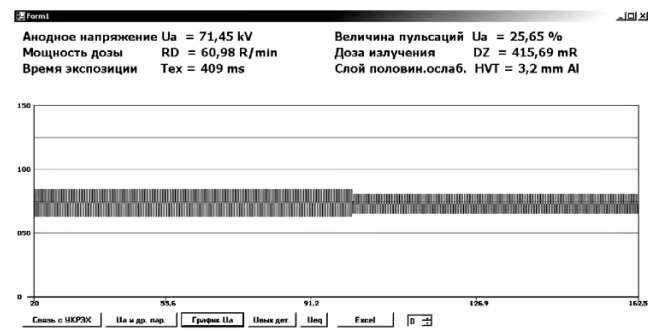 Form1
Анодное напряжение Ua = 71,45 kV
Величина пульсаций Ua = 25,65 %
Мощность дозы RD = 60,98 R/min
Доза излучения DZ = 415,69 mR
Время экспозиции Tex = 409 ms
Слой половин.ослаб. HVT = 3,2 mm Al
150
100
050
0
20 55,6 91,2 126,9 162,5
Связь с УКРЭХ Ua и др. пар. График Ua Uвых дет. Ueq Excel 0